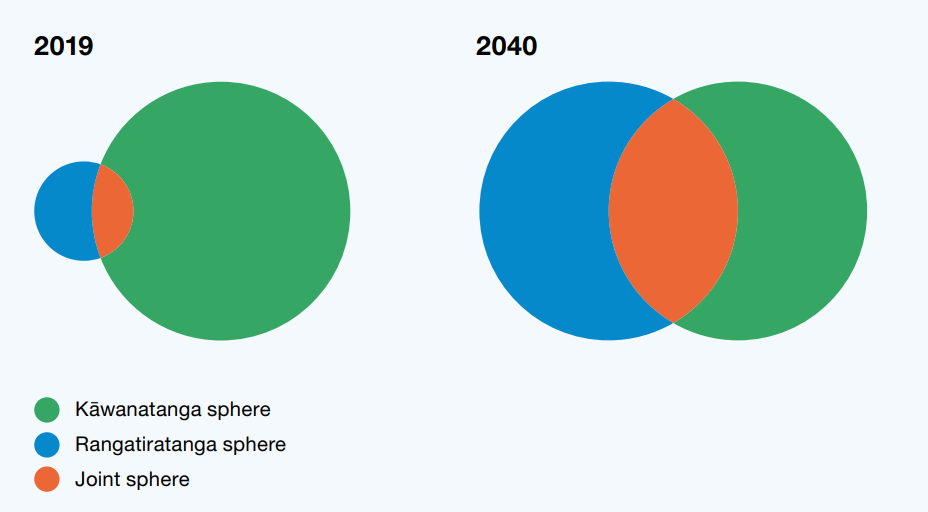 2019
2040
Kāwanatanga sphere
Rangatiratanga sphere
Joint sphere